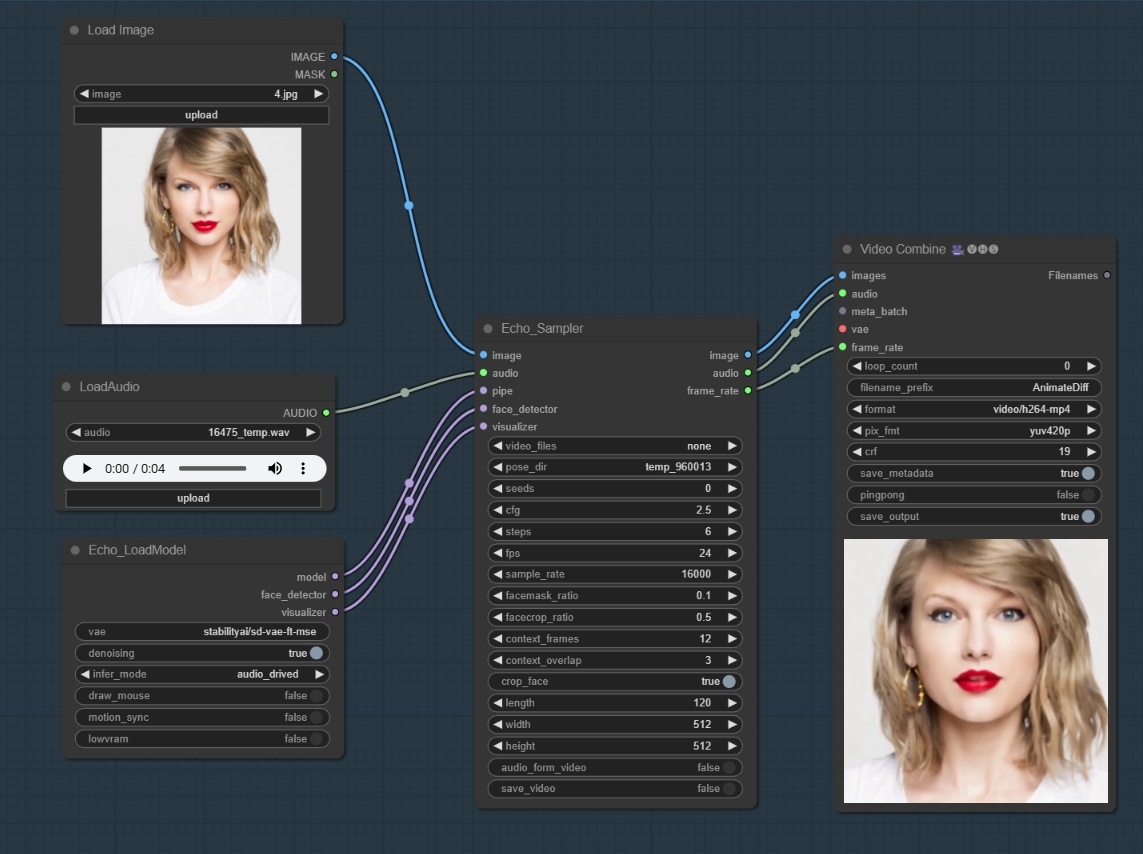 Load Image
IMAGE
MASK
image 4.jpg
upload
LoadAudio
AUDIO
audio 16475_temp.wav
0:00 / 0:04
upload
Echo_LoadModel
model
face_detector
visualizer
vae stabilityai/sd-vae-ft-mse
denoising true
infer_mode audio_drived
draw_mouse false
motion_sync false
lowvram false
Echo_Sampler
image image
audio audio
pipe frame_rate
face_detector
visualizer
video_files none
pose_dir temp_960013
seeds 0
cfg 2.5
steps 6
fps 24
sample_rate 16000
facemask_ratio 0.1
facecrop_ratio 0.5
context_frames 12
context_overlap 3
crop_face true
length 120
width 512
height 512
audio_form_video false
save_video false
Video Combine 🎥🅥🅗🅢
images Filenames
audio
meta_batch
vae
frame_rate
loop_count 0
filename_prefix AnimateDiff
format video/h264-mp4
pix_fmt yuv420p
crf 19
save_metadata true
pingpong false
save_output true